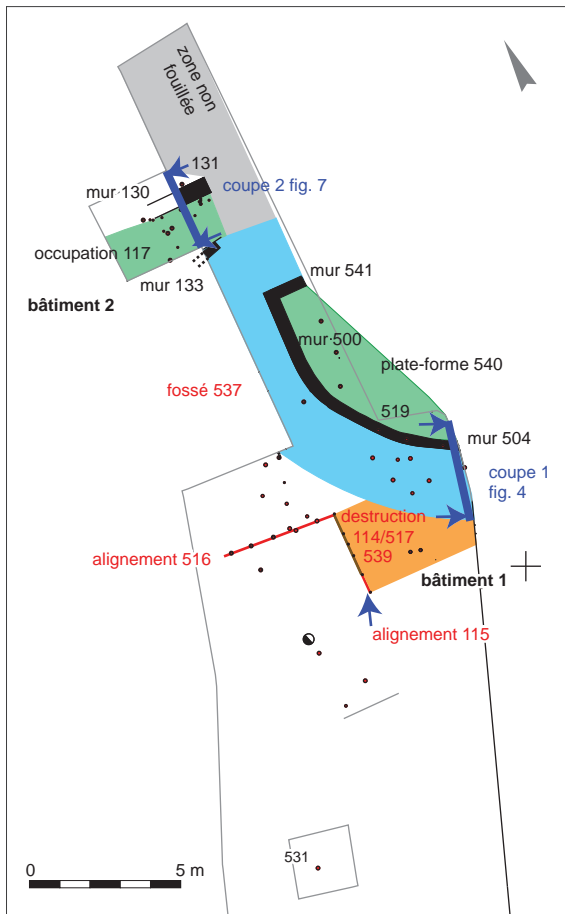 zone non
fouillée
131
mur 130
coupe 2 fig. 7
occupation 117
mur 133
mur 541
bâtiment 2
mur 500
plate-forme 540
fossé 537
519
mur 504
coupe 1
fig. 4
destruction
114/517
539
alignement 516
bâtiment 1
alignement 115
531
0
5 m